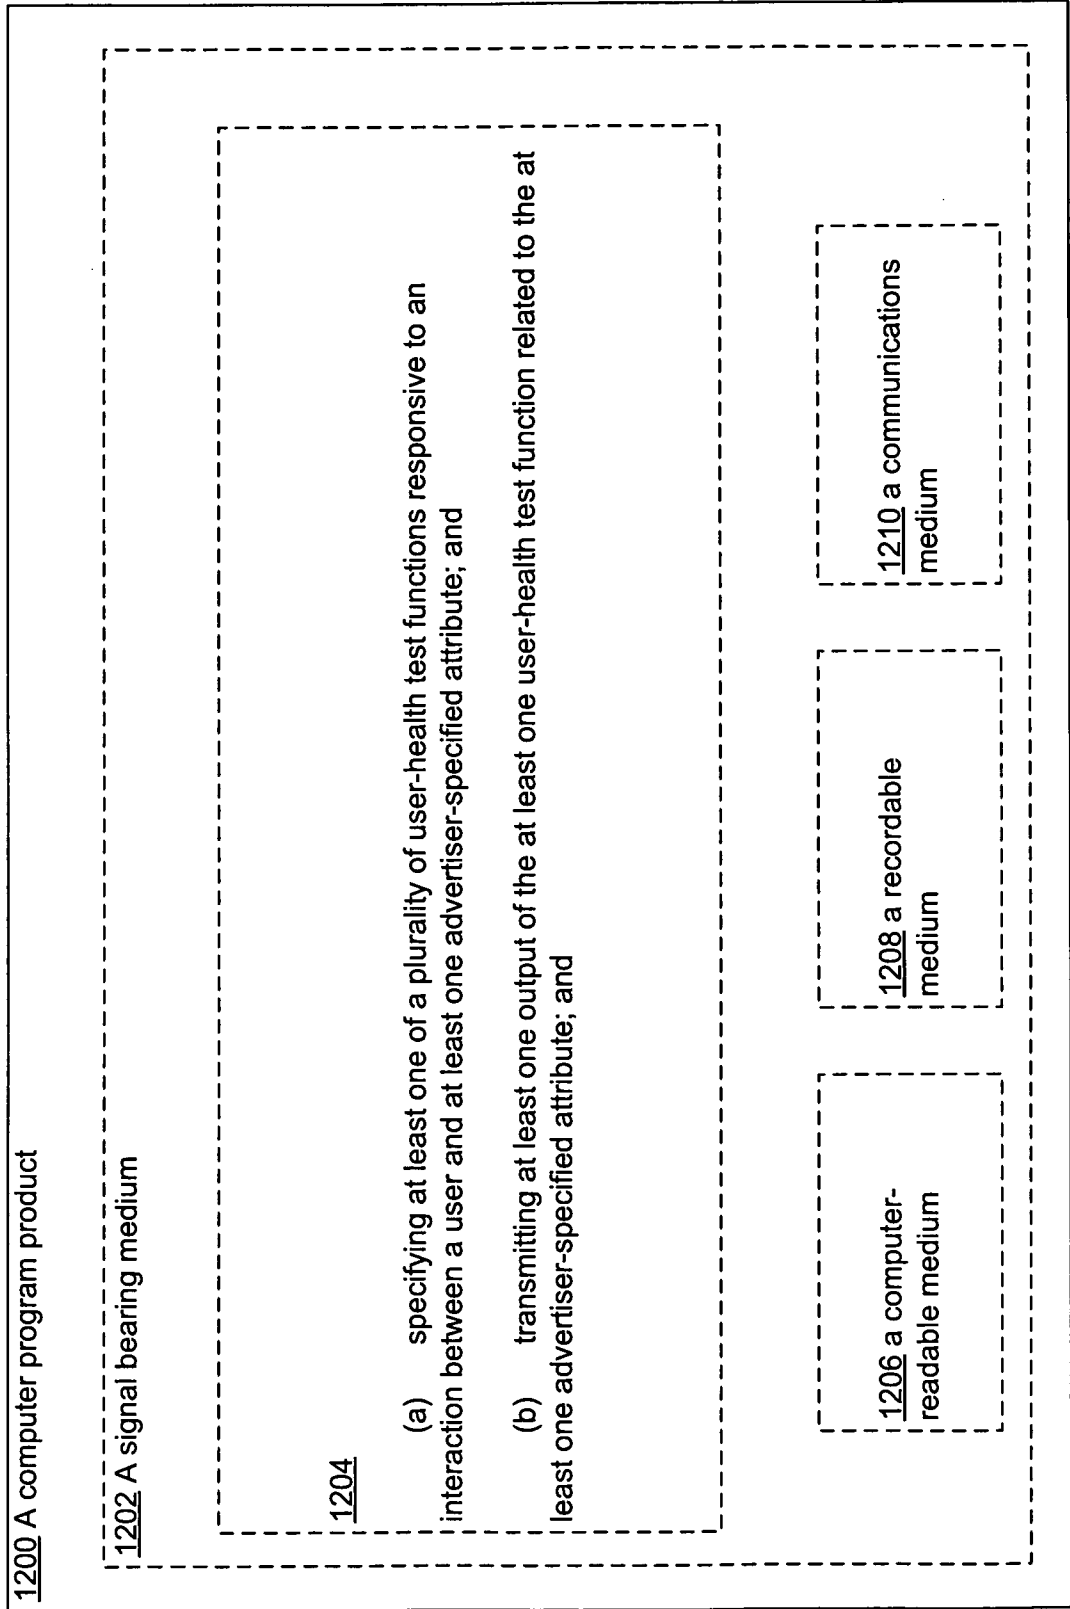 1200 A computer program product
1202 A signal bearing medium
1204
(a) specifying at least one of a plurality of user-health test functions responsive to an
interaction between a user and at least one advertiser-specified attribute; and
(b) transmitting at least one output of the at least one user-health test function related to the at
least one advertiser-specified attribute; and
1206 a computer-
readable medium
1208 a recordable
medium
1210 a communications
medium